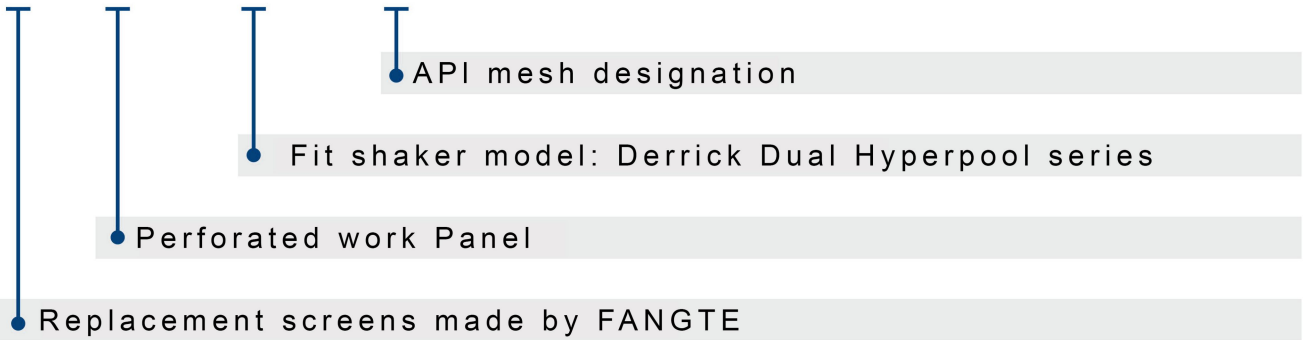 API mesh designation
Fit shaker model: Derrick Dual Hyperpool series
Perforated work Panel
Replacement screens made by FANGTE